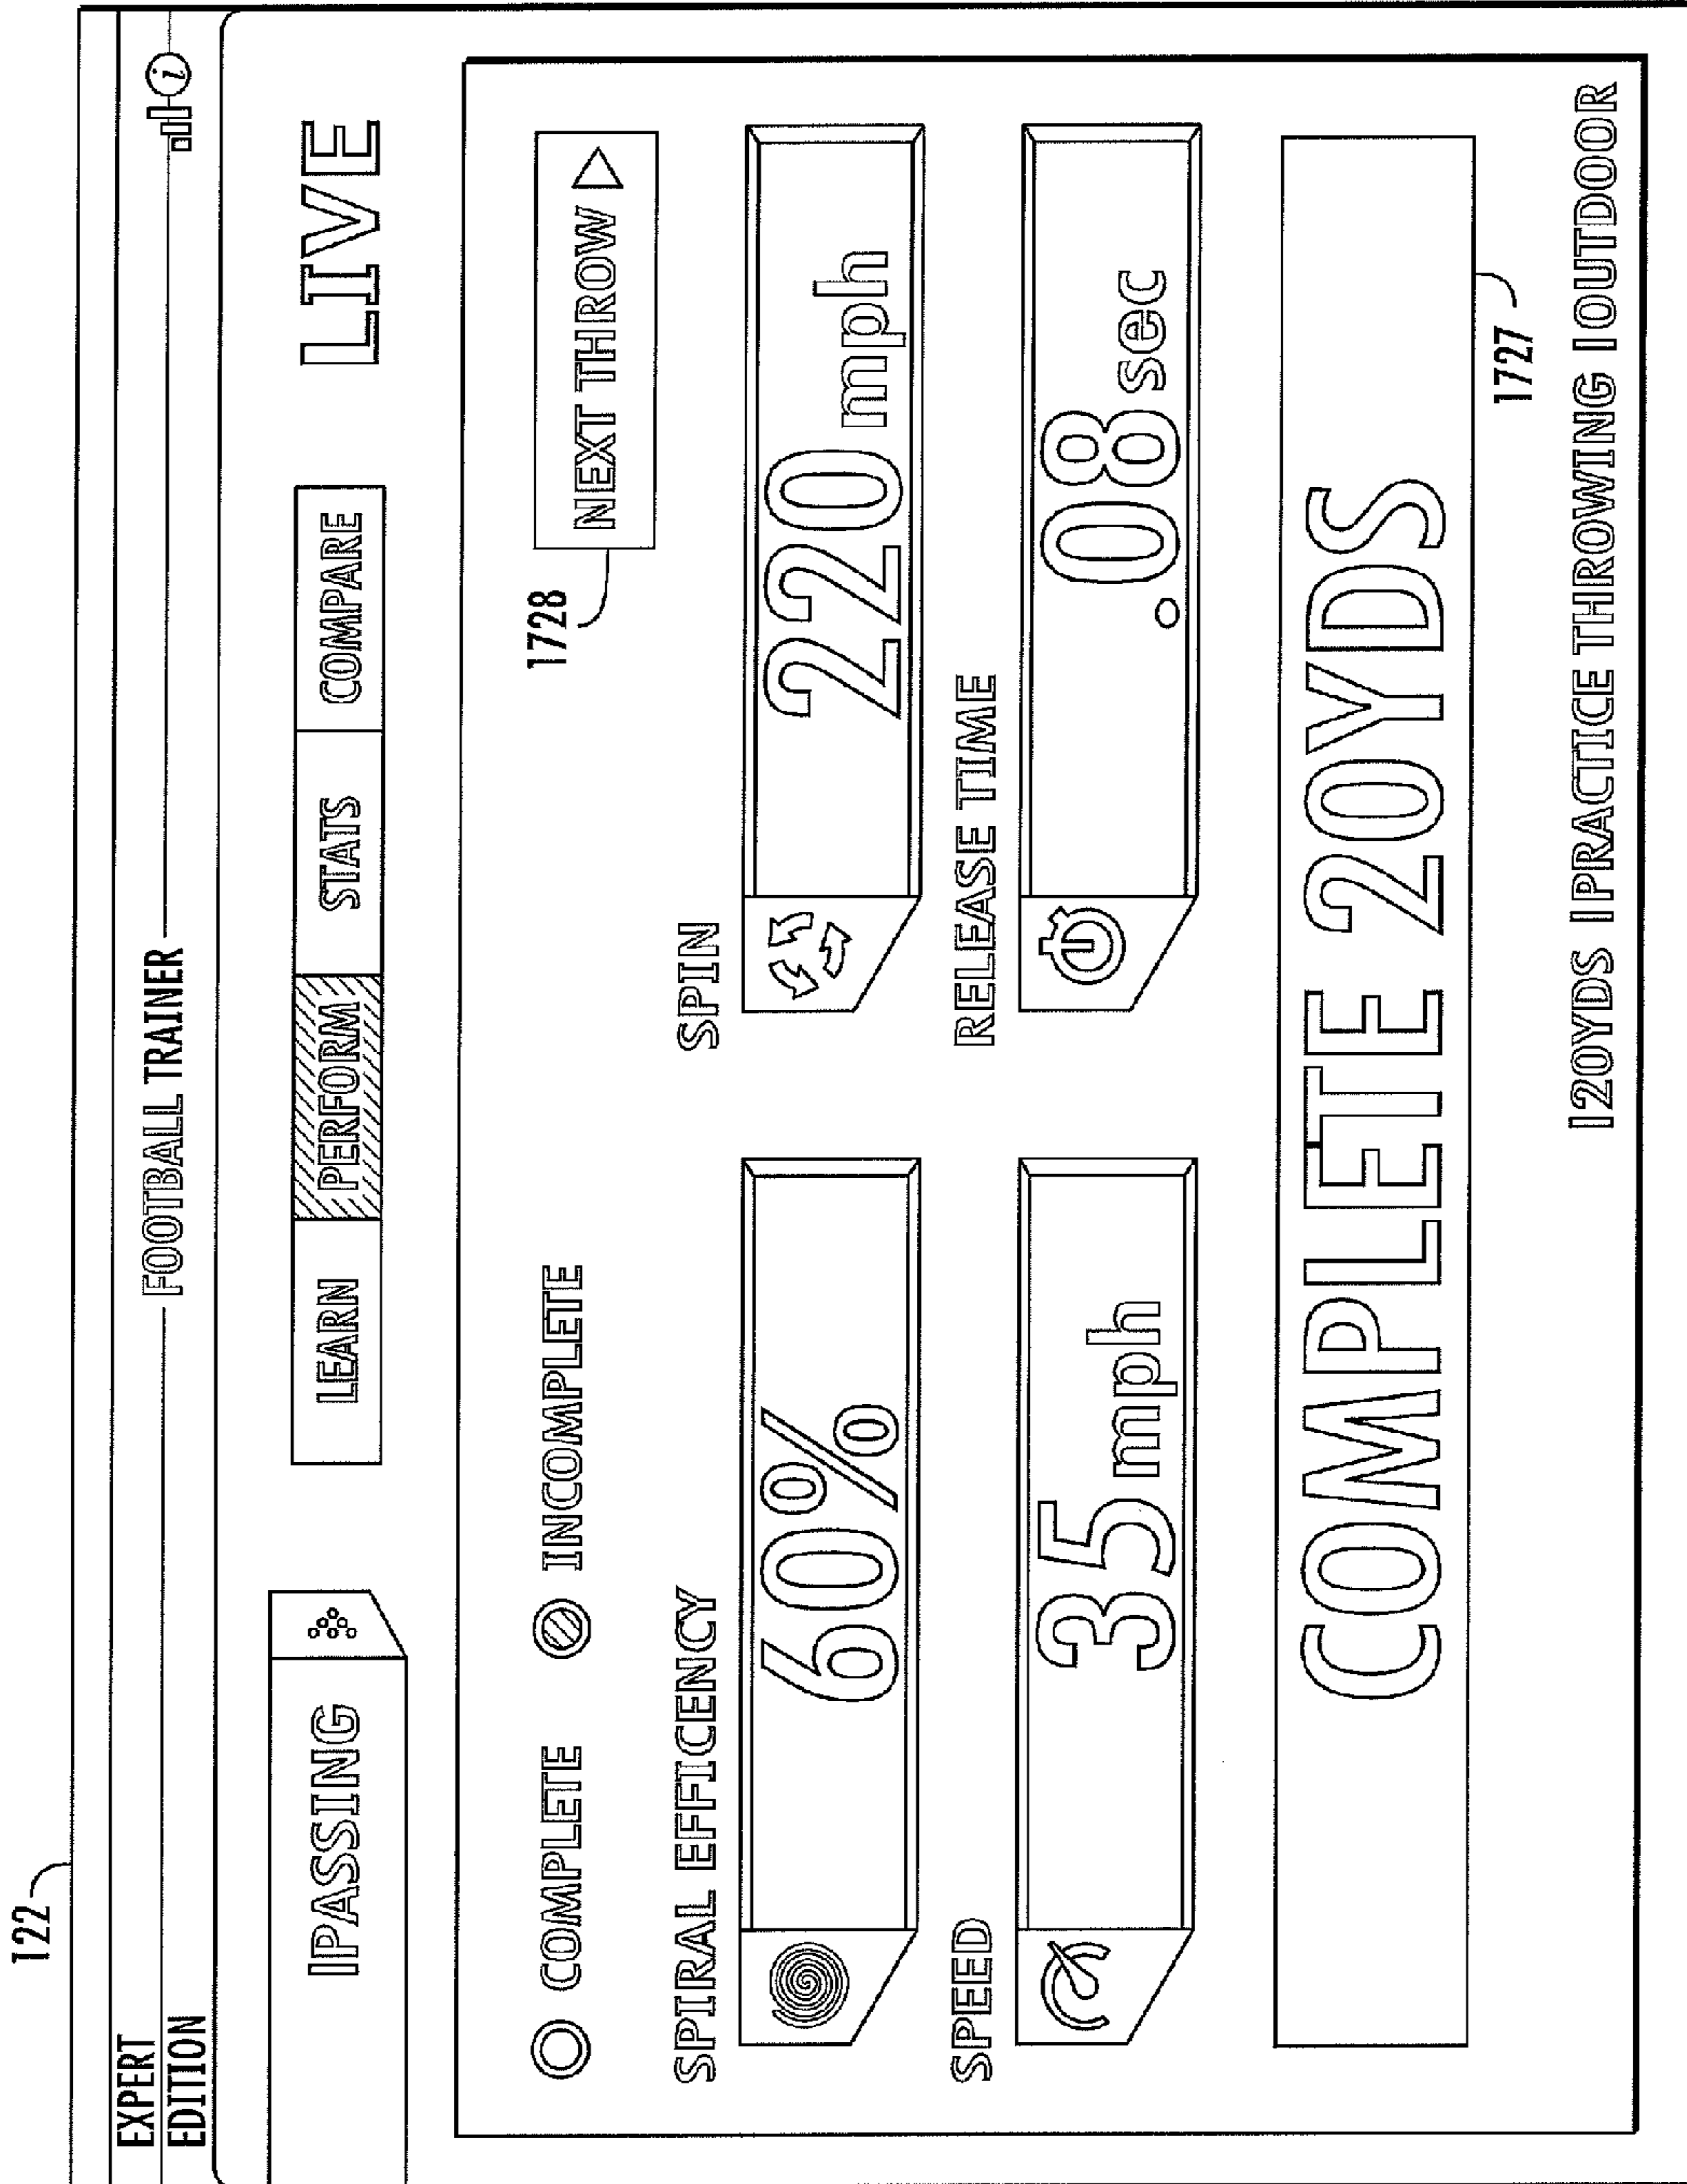 122
EXPERT
EDITION
FOOTBALL TRAINER
i
IPASSING
LEARN PERFORM STATS COMPARE
LIVE
COMPLETE INCOMPLETE
1728
NEXT THROW
SPIRAL EFFICENCY SPIN
60% 220 mph
SPEED RELEASE TIME
35 mph .08 sec
COMPLETE 20YDS
1727
I20YDS IPRACTICE THROWING IOUTDOOR